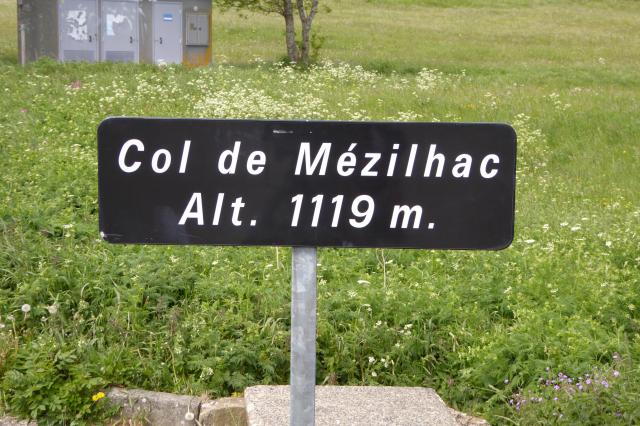 Col de Mézilhac
Alt. 1119 m.